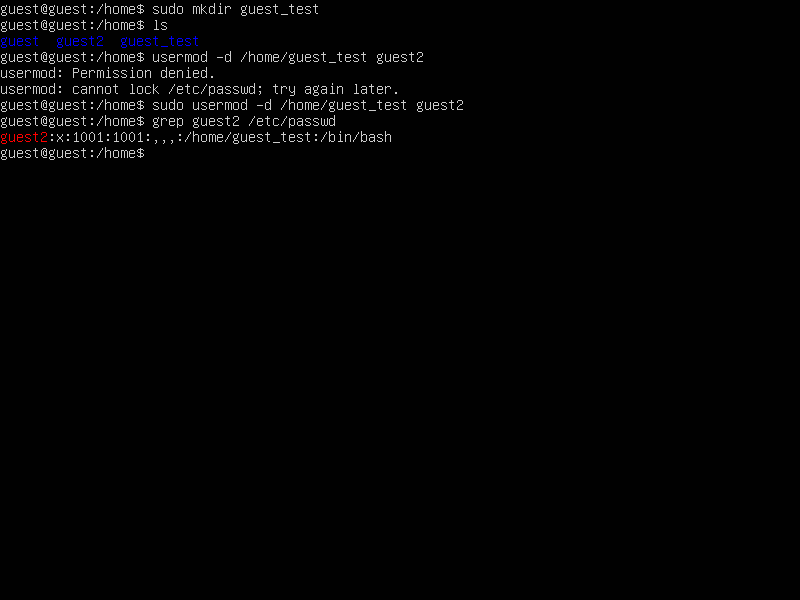 guest@guest:/home$ sudo mkdir guest_test
guest@guest:/home$ ls
guest  guest2  guest_test
guest@guest:/home$ usermod -d /home/guest_test guest2
usermod: Permission denied.
usermod: cannot lock /etc/passwd; try again later.
guest@guest:/home$ sudo usermod -d /home/guest_test guest2
guest@guest:/home$ grep guest2 /etc/passwd
guest2:x:1001:1001:,,,:/home/guest_test:/bin/bash
guest@guest:/home$